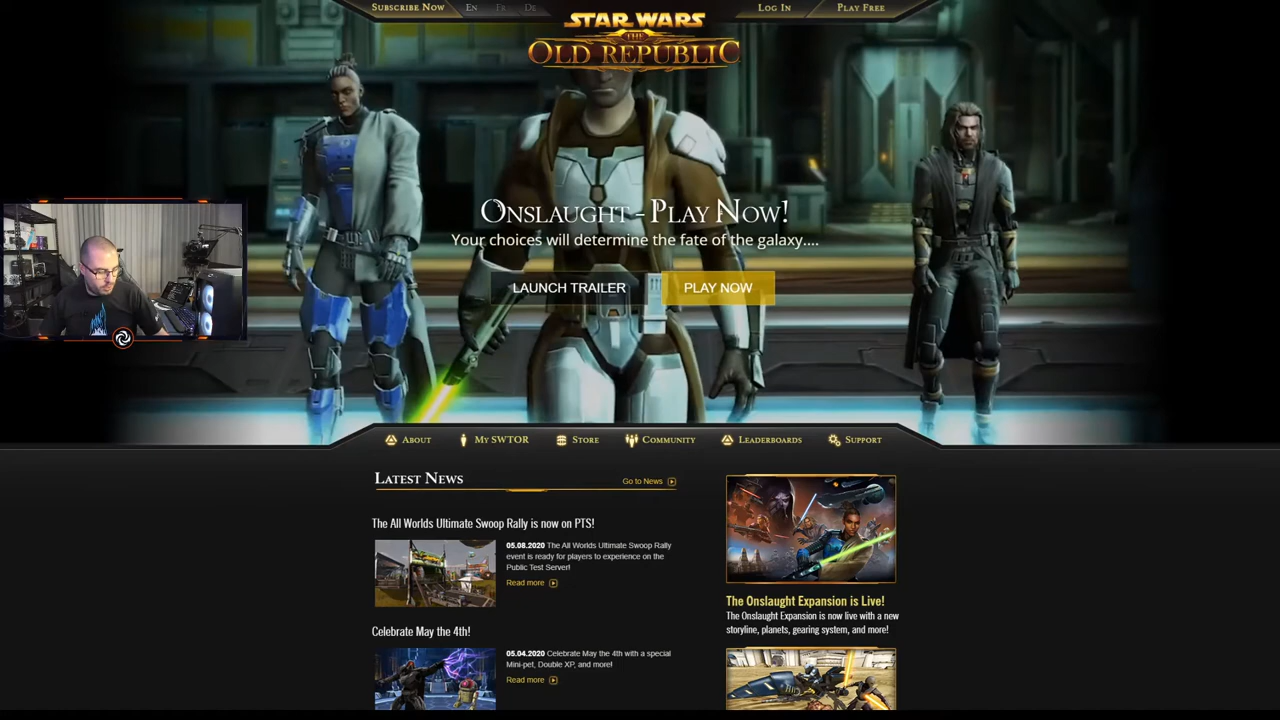 SUBSCRIBE NOW
EN
FR
DE
LOG IN
PLAY FREE
STAR WARS
THE
OLD REPUBLIC
ONSLAUGHT - PLAY NOW!
Your choices will determine the fate of the galaxy....
LAUNCH TRAILER
PLAY NOW
ABOUT
MY SWTOR
STORE
COMMUNITY
LEADERBOARDS
SUPPORT
LATEST NEWS
Go to News
The All Worlds Ultimate Swoop Rally is now on PTS!
05.08.2020 The All Worlds Ultimate Swoop Rally
event is ready for players to experience on the
Public Test Server!
Read more
Celebrate May the 4th!
05.04.2020 Celebrate May the 4th with a special
Mini-pet, Double XP, and more!
Read more
The Onslaught Expansion is Live!
The Onslaught Expansion is now live with a new
storyline, planets, gearing system, and more!